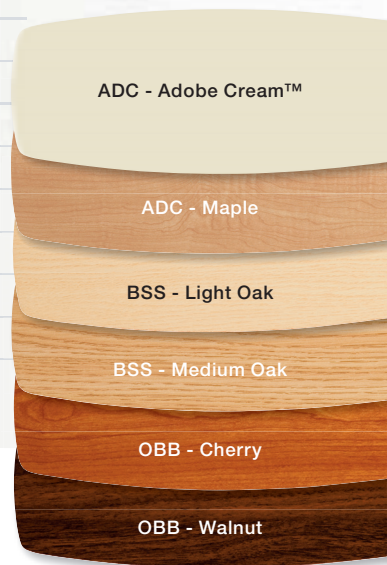 ADC - Adobe Cream™
ADC - Maple
BSS - Light Oak
BSS - Medium Oak
OBB - Cherry
OBB - Walnut